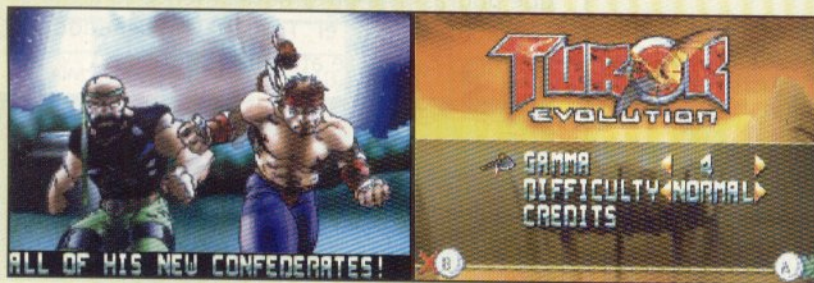 ALL OF HIS NEW CONFEDERATES!
TUROK
EVOLUTION
GAMMA 4
DIFFICULTY NORMAL
CREDITS
B A